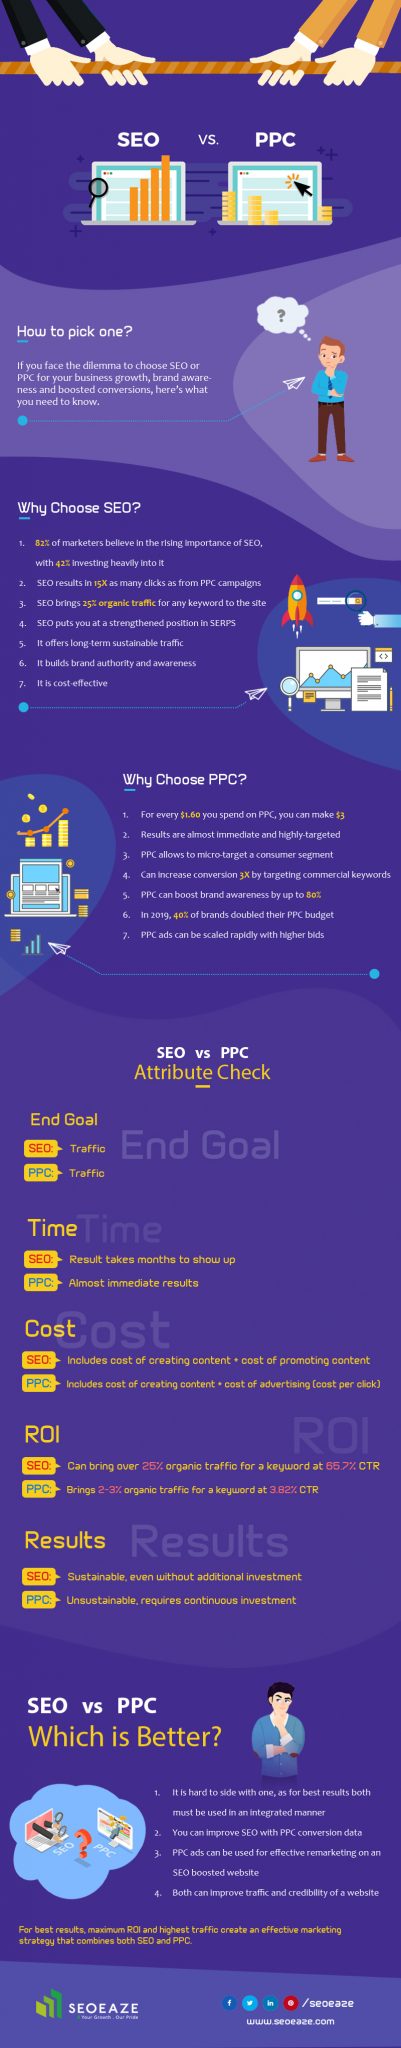 SEO vs. PPC
How to pick one?
?
If you face the dilemma to choose SEO or
PPC for your business growth, brand aware-
ness and boosted conversions, here's what
you need to know.
Why Choose SEO?
1. 82% of marketers believe in the rising importance of SEO,
with 42% investing heavily into it
2. SEO results in 15X as many clicks as from PPC campaigns
3. SEO brings 25% organic traffic for any keyword to the site
4. SEO puts you at a strengthened position in SERPS
5. It offers long-term sustainable traffic
6. It builds brand authority and awareness
7. It is cost-effective
Why Choose PPC?
1. For every $1.60 you spend on PPC, you can make $3
2. Results are almost immediate and highly-targeted
3. PPC allows to micro-target a consumer segment
4. Can increase conversion 3X by targeting commercial keywords
5. PPC can boost brand awareness by up to 80%
6. In 2019, 40% of brands doubled their PPC budget
7. PPC ads can be scaled rapidly with higher bids
SEO vs PPC
Attribute Check
End Goal
End Goal
SEO: Traffic
PPC: Traffic
Time
Time
SEO: Result takes months to show up
PPC: Almost immediate results
Cost
Cost
SEO: Includes cost of creating content + cost of promoting content
PPC: Includes cost of creating content + cost of advertising (cost per click)
ROI
ROI
SEO: Can bring over 25% organic traffic for a keyword at 65.7% CTR
PPC: Brings 2-3% organic traffic for a keyword at 3.82% CTR
Results
Results
SEO: Sustainable, even without additional investment
PPC: Unsustainable, requires continuous investment
SEO vs PPC
Which is Better?
SEO ? PPC
1. It is hard to side with one, as for best results both
must be used in an integrated manner
2. You can improve SEO with PPC conversion data
3. PPC ads can be used for effective remarketing on an
SEO boosted website
4. Both can improve traffic and credibility of a website
For best results, maximum ROI and highest traffic create an effective marketing
strategy that combines both SEO and PPC.
SEOEAZE
Your Growth . Our Pride
/seoeaze
www.seoeaze.com